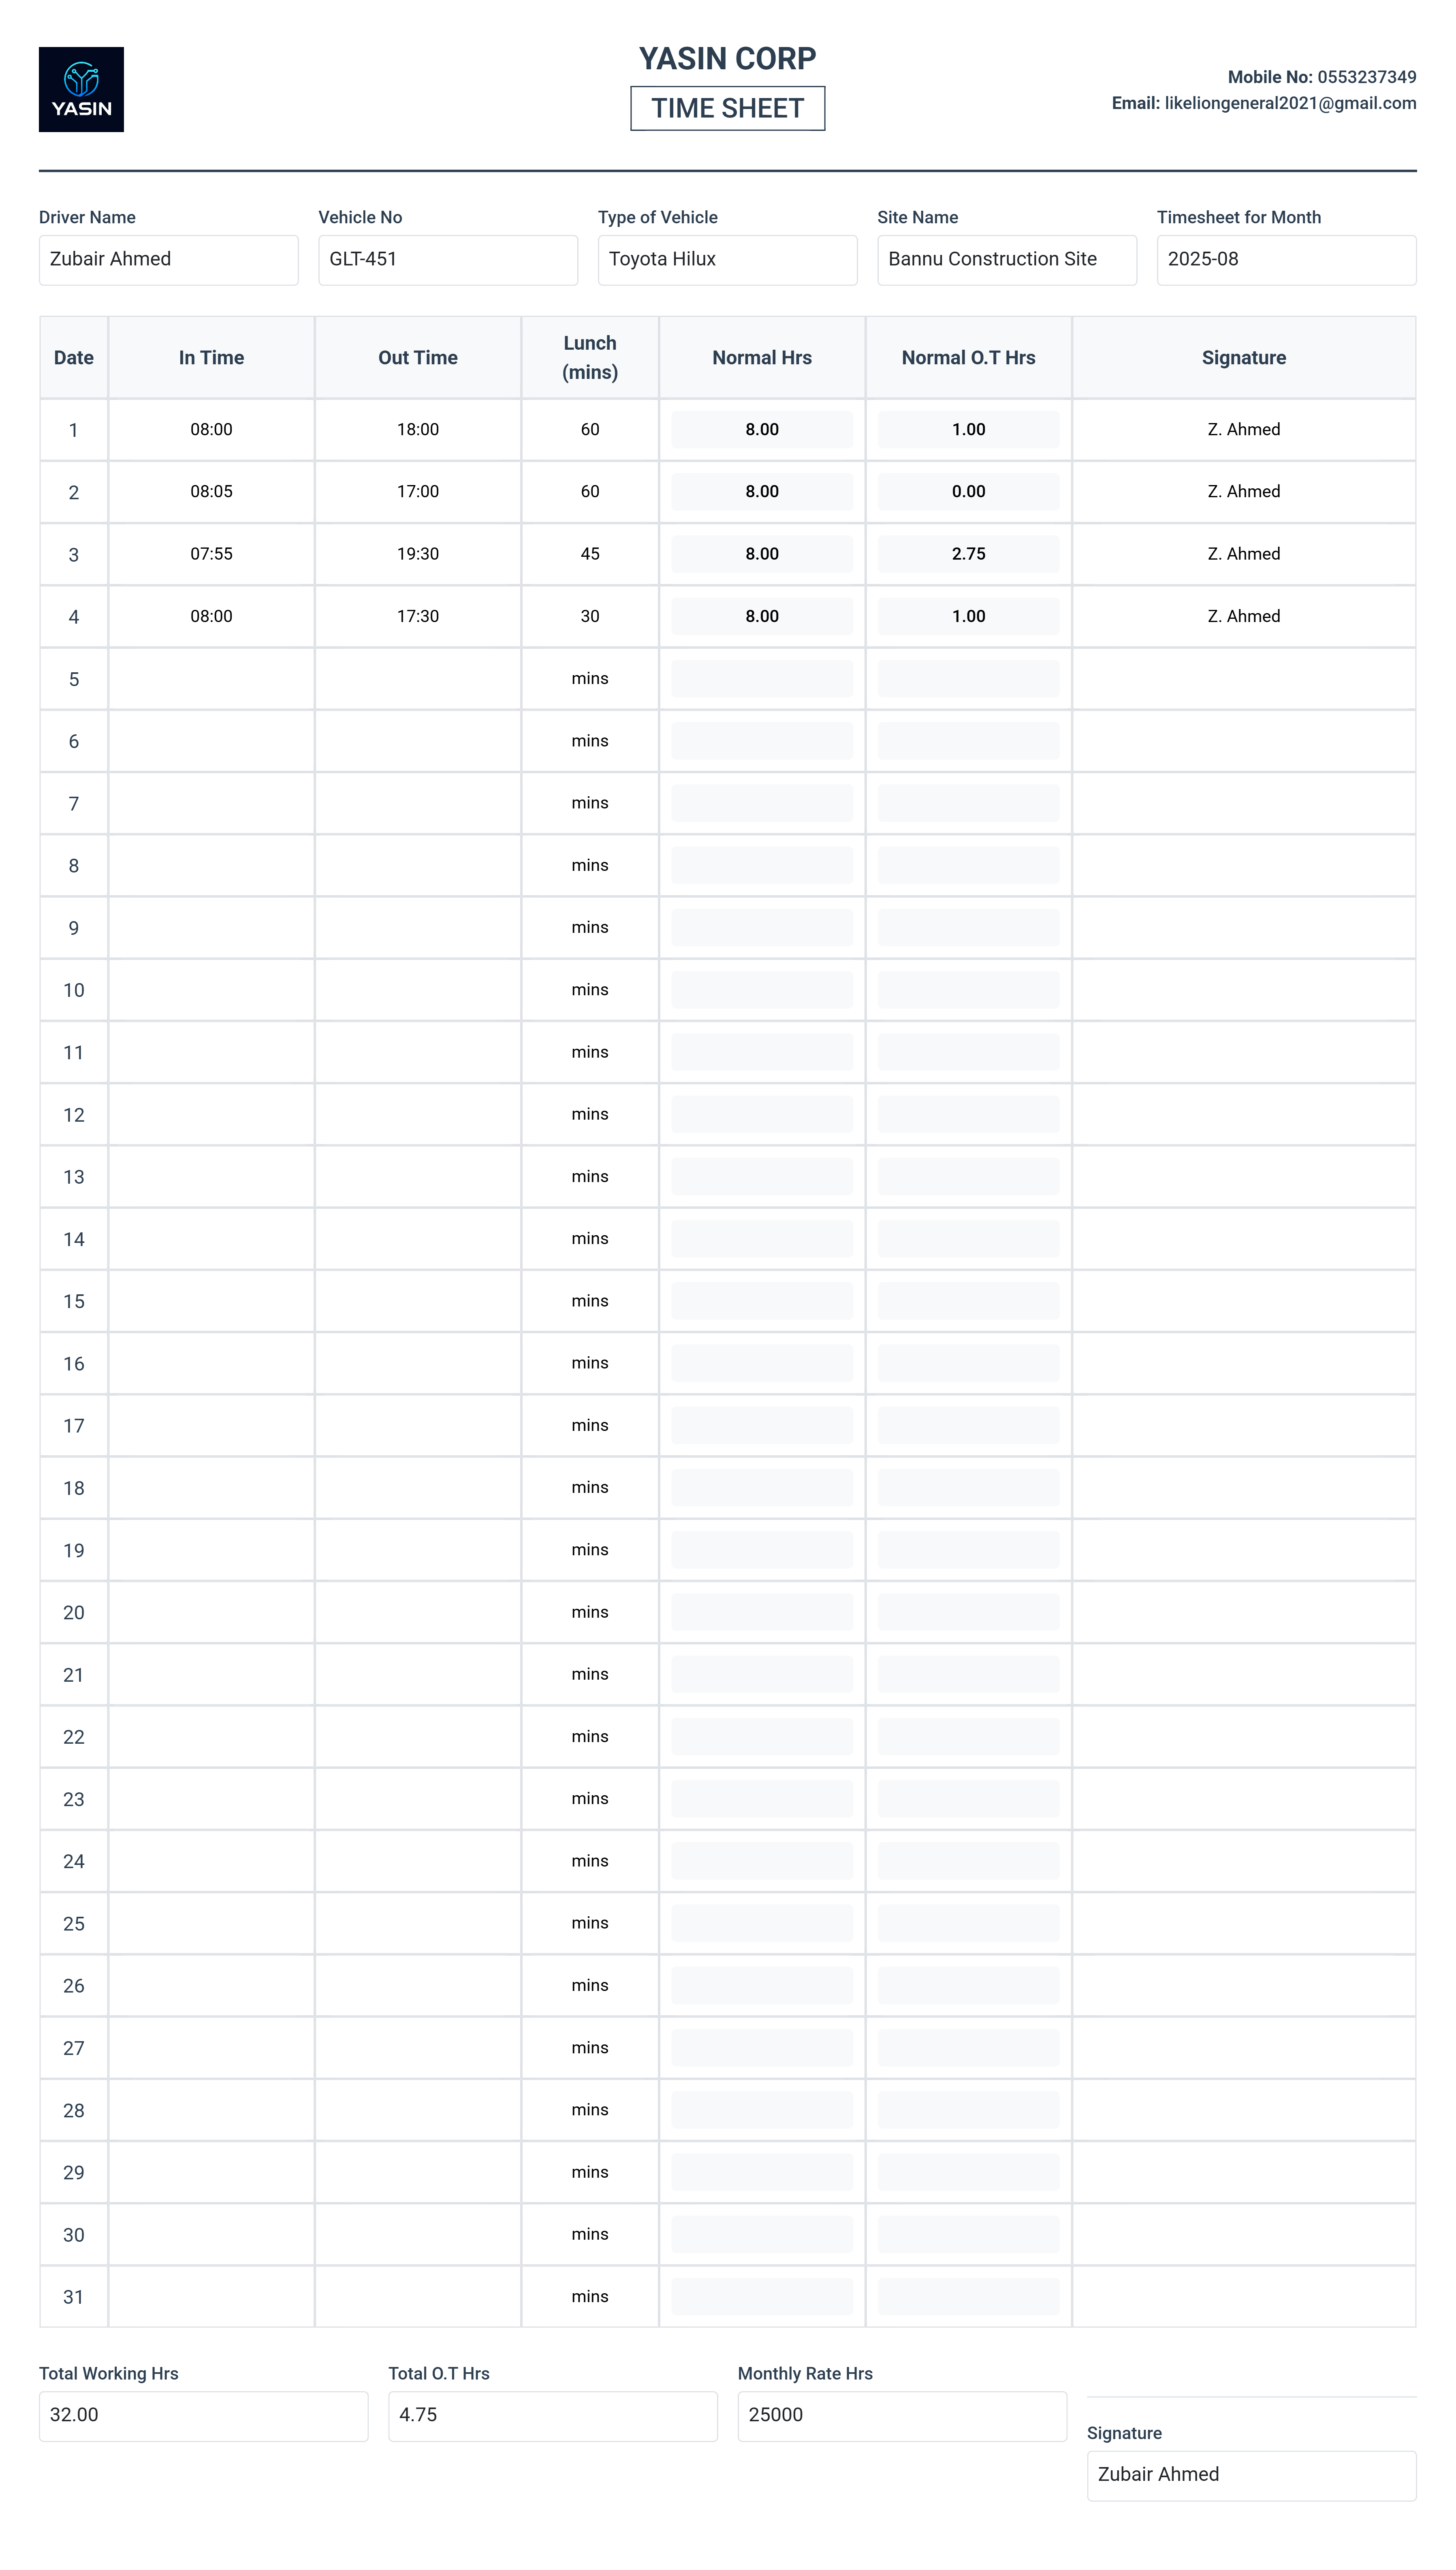 YASIN
YASIN CORP
TIME SHEET
Mobile No: 0553237349
Email: likeliongeneral2021@gmail.com
Driver Name Vehicle No Type of Vehicle Site Name Timesheet for Month
Zubair Ahmed GLT-451 Toyota Hilux Bannu Construction Site 2025-08
Date In Time Out Time Lunch (mins) Normal Hrs Normal O.T Hrs Signature
1 08:00 18:00 60 8.00 1.00 Z. Ahmed
2 08:05 17:00 60 8.00 0.00 Z. Ahmed
3 07:55 19:30 45 8.00 2.75 Z. Ahmed
4 08:00 17:30 30 8.00 1.00 Z. Ahmed
5 mins
6 mins
7 mins
8 mins
9 mins
10 mins
11 mins
12 mins
13 mins
14 mins
15 mins
16 mins
17 mins
18 mins
19 mins
20 mins
21 mins
22 mins
23 mins
24 mins
25 mins
26 mins
27 mins
28 mins
29 mins
30 mins
31 mins
Total Working Hrs Total O.T Hrs Monthly Rate Hrs
32.00 4.75 25000
Signature
Zubair Ahmed